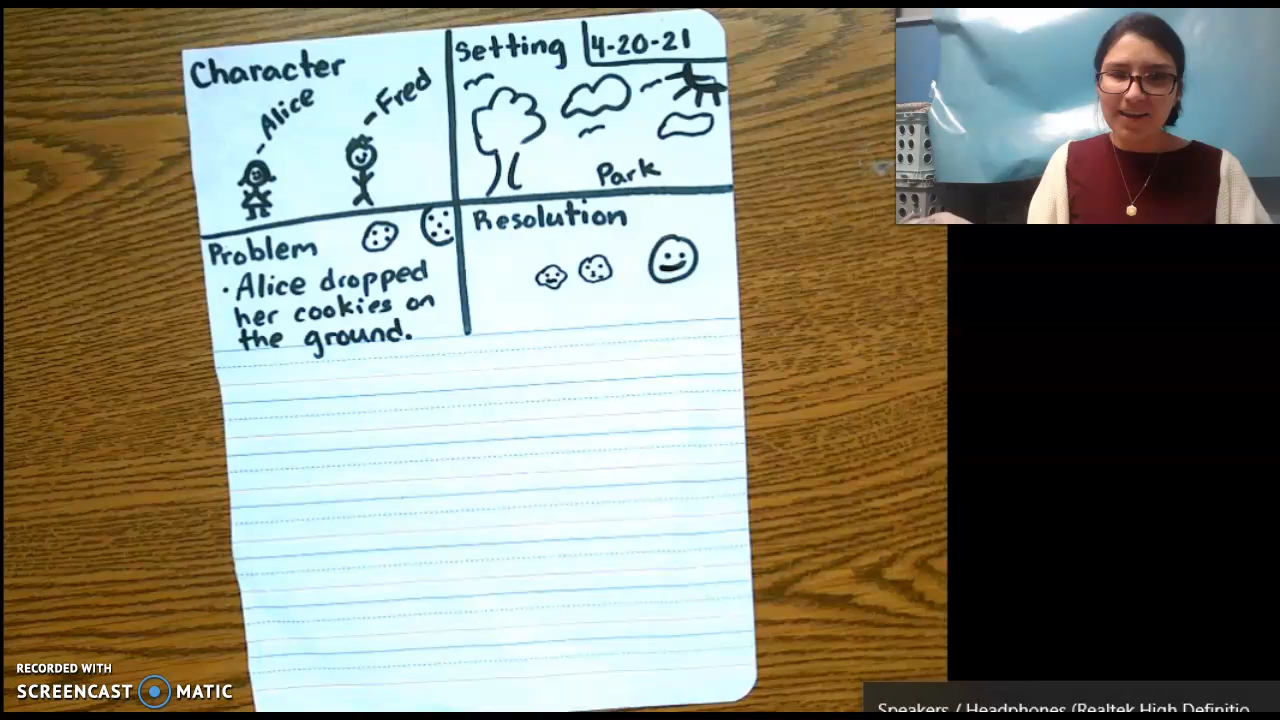 Character
Alice
Fred
Setting
4-20-21
Park
Problem
• Alice dropped
her cookies on
the ground.
Resolution
RECORDED WITH
SCREENCAST MATIC
Speakers / Headphones (Realtek High Definitio